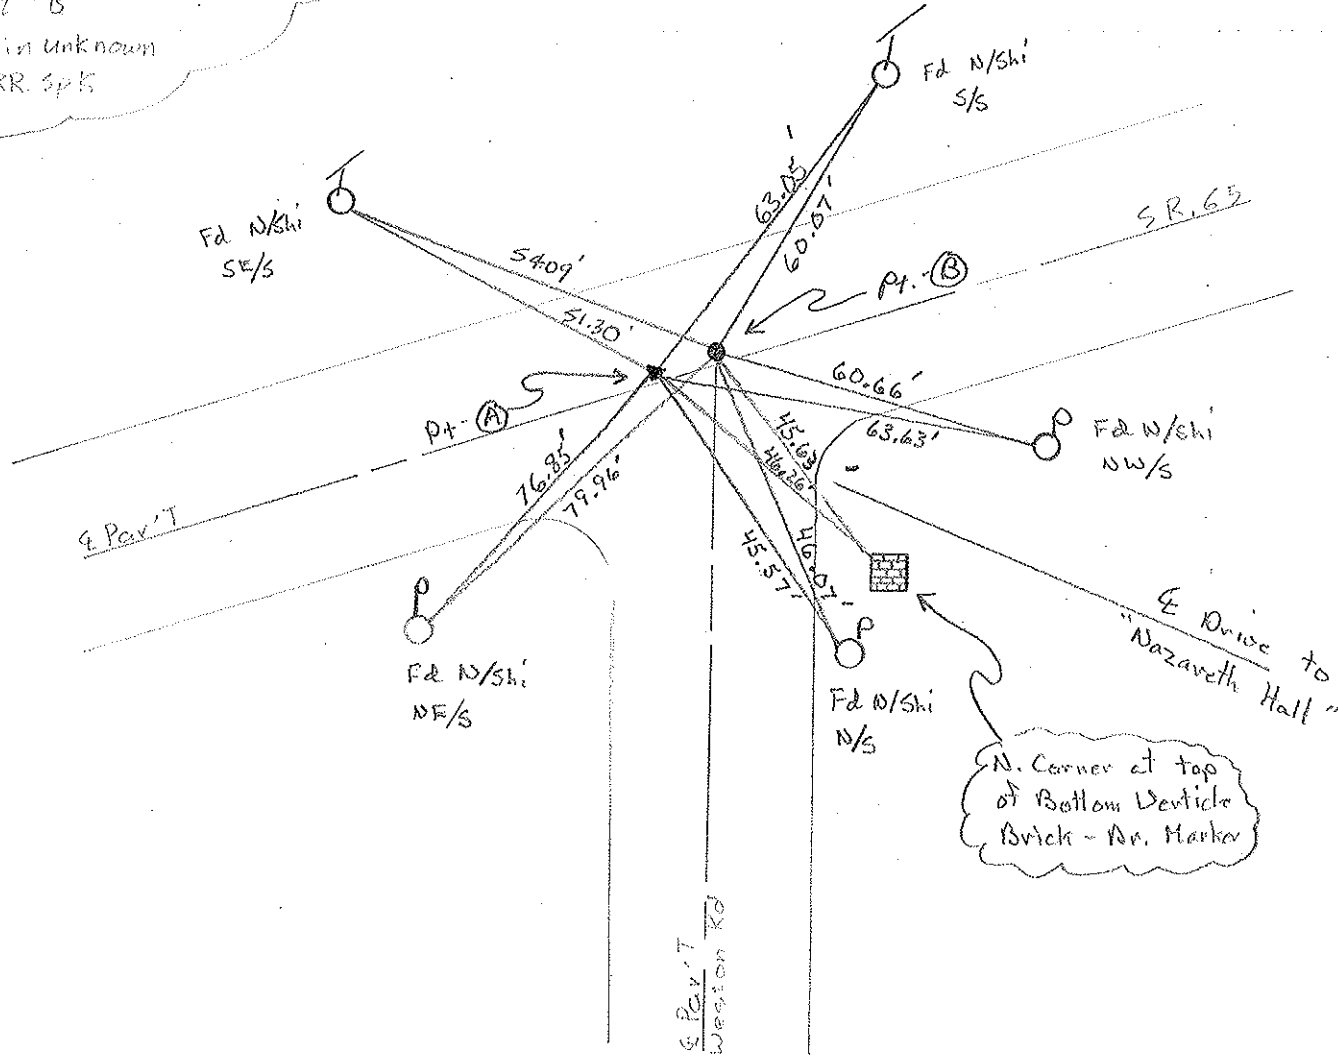 in unknown
RR. Spk
Fd N/Shi
S/S
Fd N/Shi
SE/S
63.05'
60.07'
S.R. 65
54.09'
51.30'
Pt.-B
Pt-A
60.66'
63.63'
Fd N/Shi
NW/S
76.85'
79.96'
45.63'
46.26'
45.57'
46.07'
℄ Pav'T
Fd N/Shi
NE/S
Fd N/Shi
N/S
℄ Drive to
"Nazareth Hall"
N. Corner at top
of Bottom Verticle
Brick - Dr. Marker
℄ Pav'T
Rd